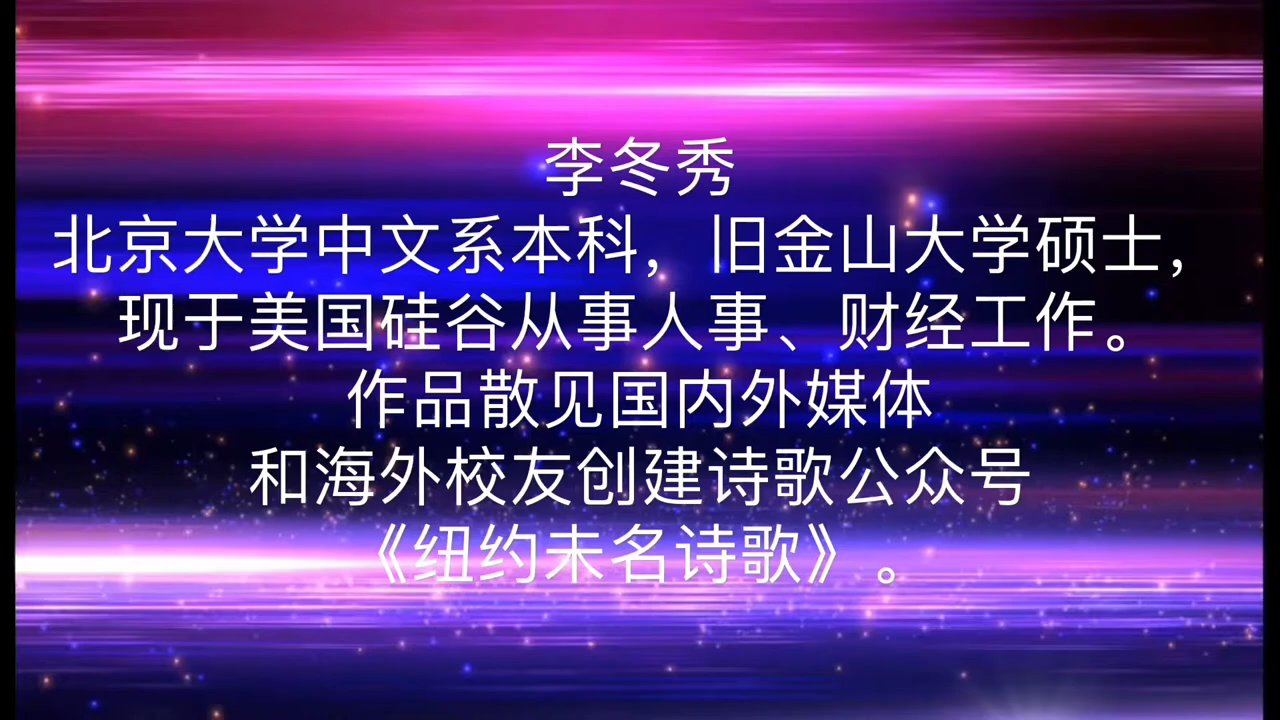 李冬秀
北京大学中文系本科，旧金山大学硕士，
现于美国硅谷从事人事、财经工作。
作品散见国内外媒体
和海外校友创建诗歌公众号
《纽约未名诗歌》。